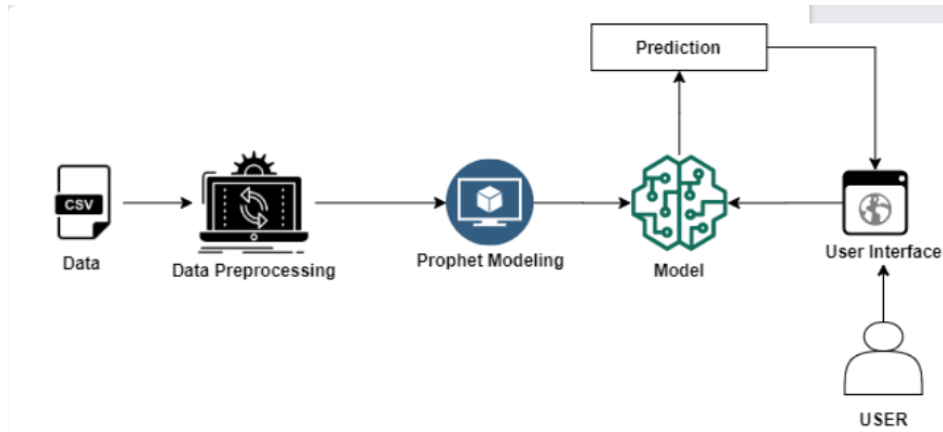 Prediction
CSV
Data
Data Preprocessing
Prophet Modeling
Model
User Interface
USER